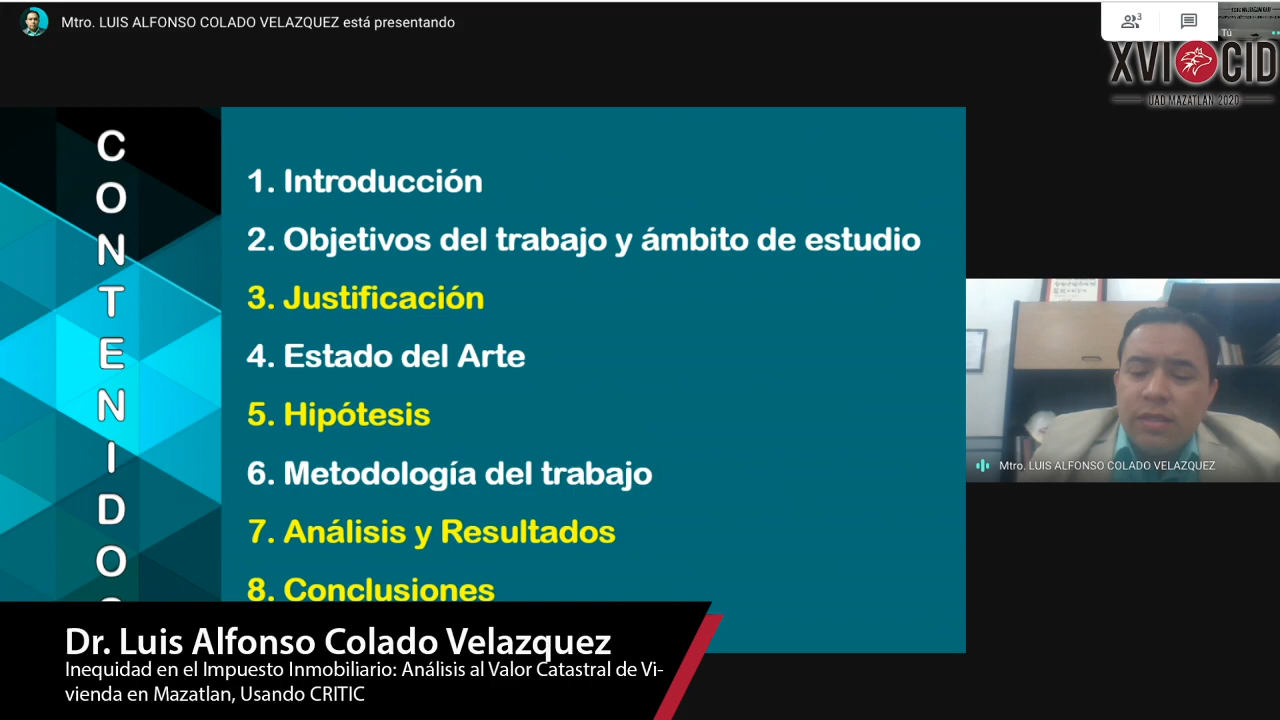 Mtro. LUIS ALFONSO COLADO VELAZQUEZ está presentando
3
Tú
XVI CID
UAD MAZATLAN 2020
CONTENIDO
1. Introducción
2. Objetivos del trabajo y ámbito de estudio
3. Justificación
4. Estado del Arte
5. Hipótesis
6. Metodología del trabajo
7. Análisis y Resultados
8. Conclusiones
Mtro. LUIS ALFONSO COLADO VELAZQUEZ
Dr. Luis Alfonso Colado Velazquez
Inequidad en el Impuesto Inmobiliario: Análisis al Valor Catastral de Vi-
vienda en Mazatlan, Usando CRITIC